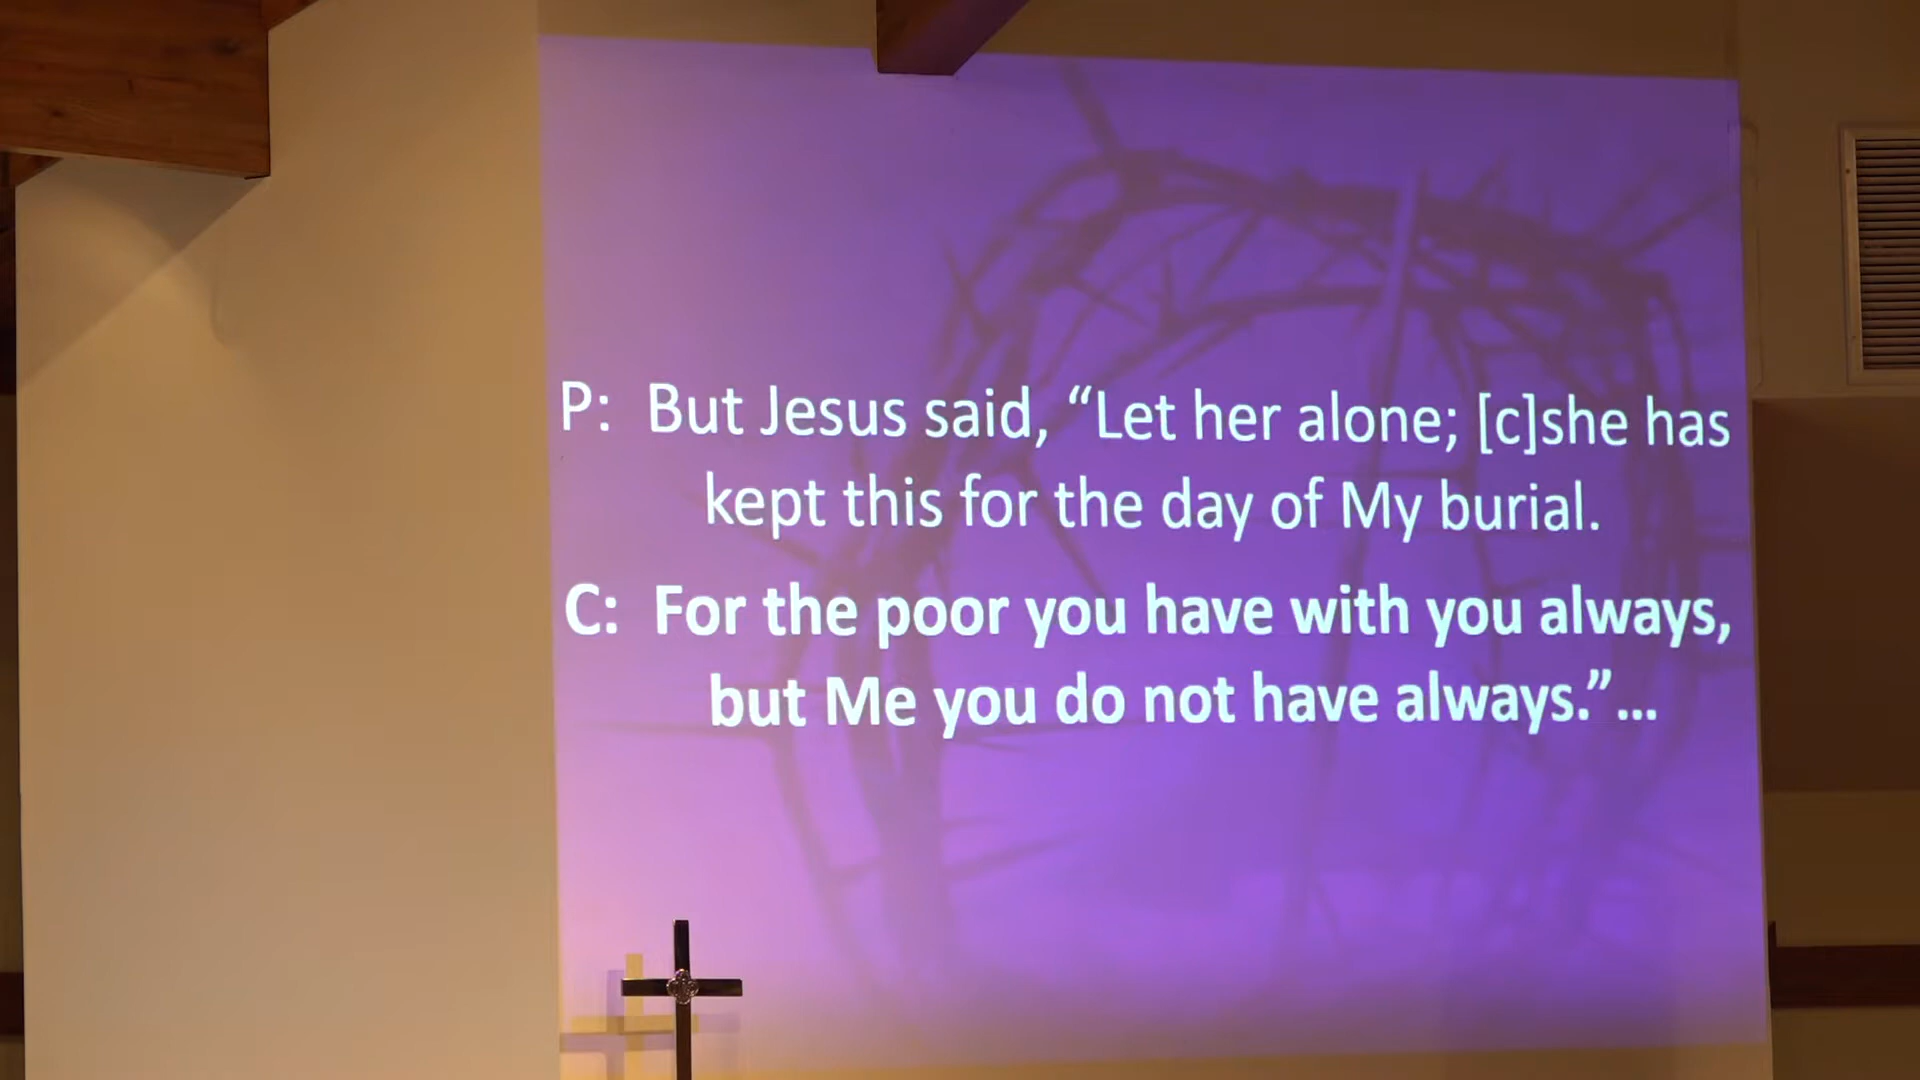 P: But Jesus said, “Let her alone; [c]she has
kept this for the day of My burial.
C: For the poor you have with you always,
but Me you do not have always.”...